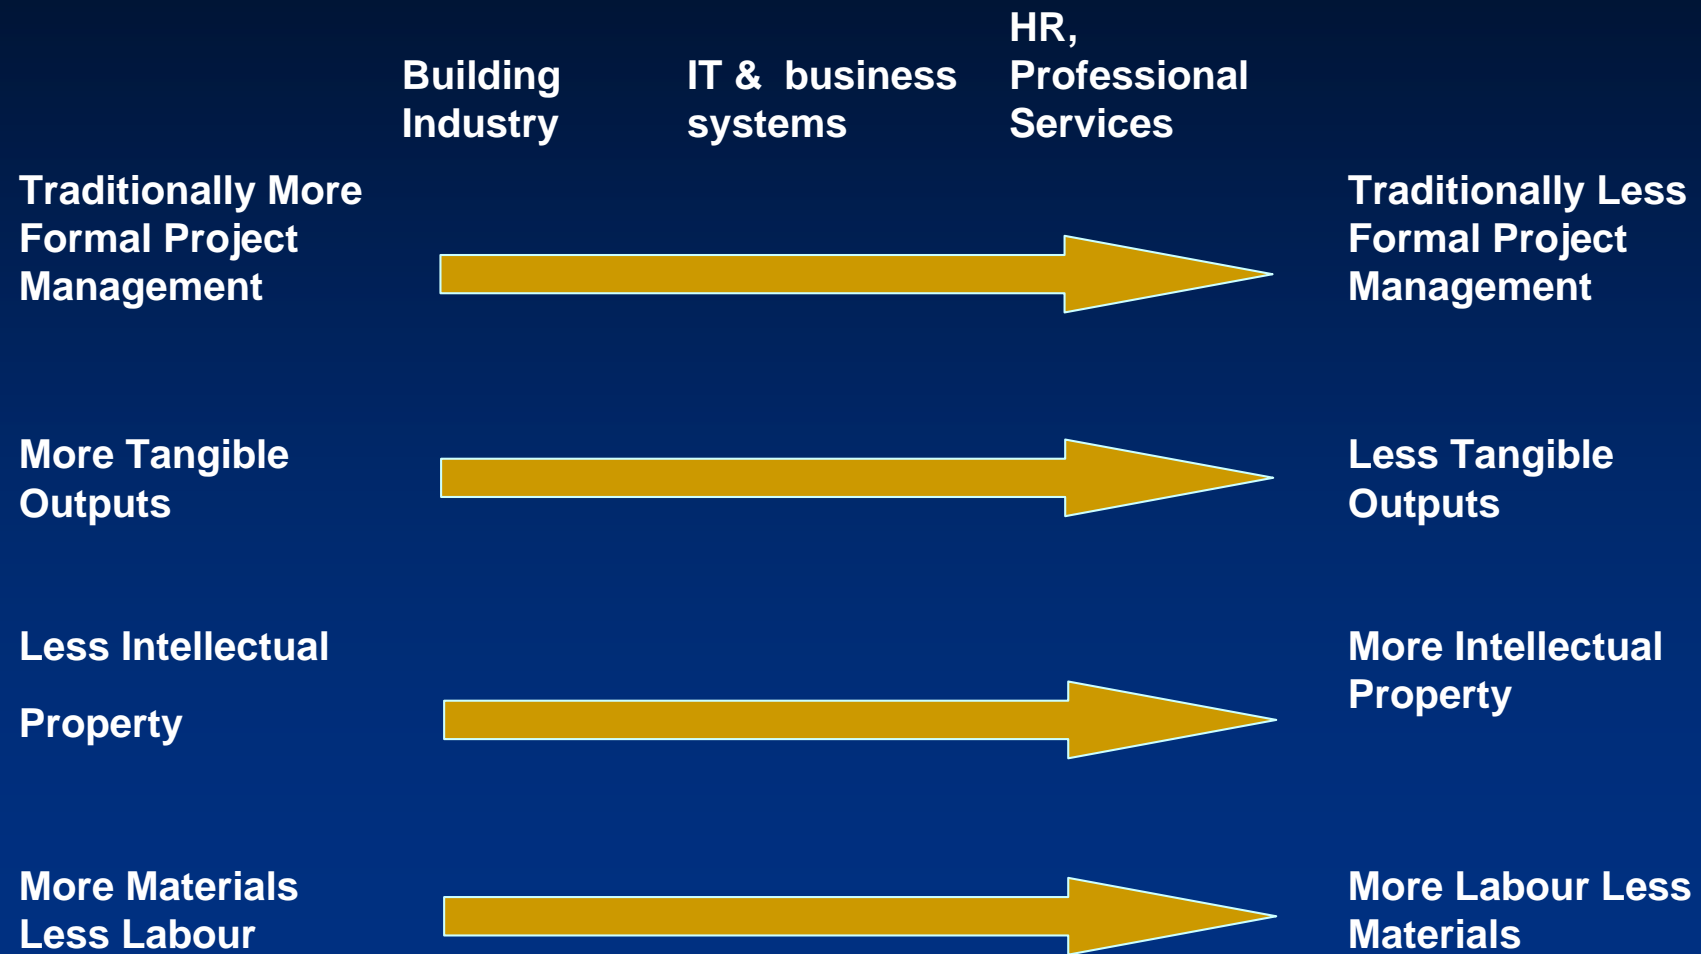 HR,
Building IT & business Professional
Industry systems Services
Traditionally More
Formal Project
Management
Traditionally Less
Formal Project
Management
More Tangible
Outputs
Less Tangible
Outputs
Less Intellectual
Property
More Intellectual
Property
More Materials
Less Labour
More Labour Less
Materials